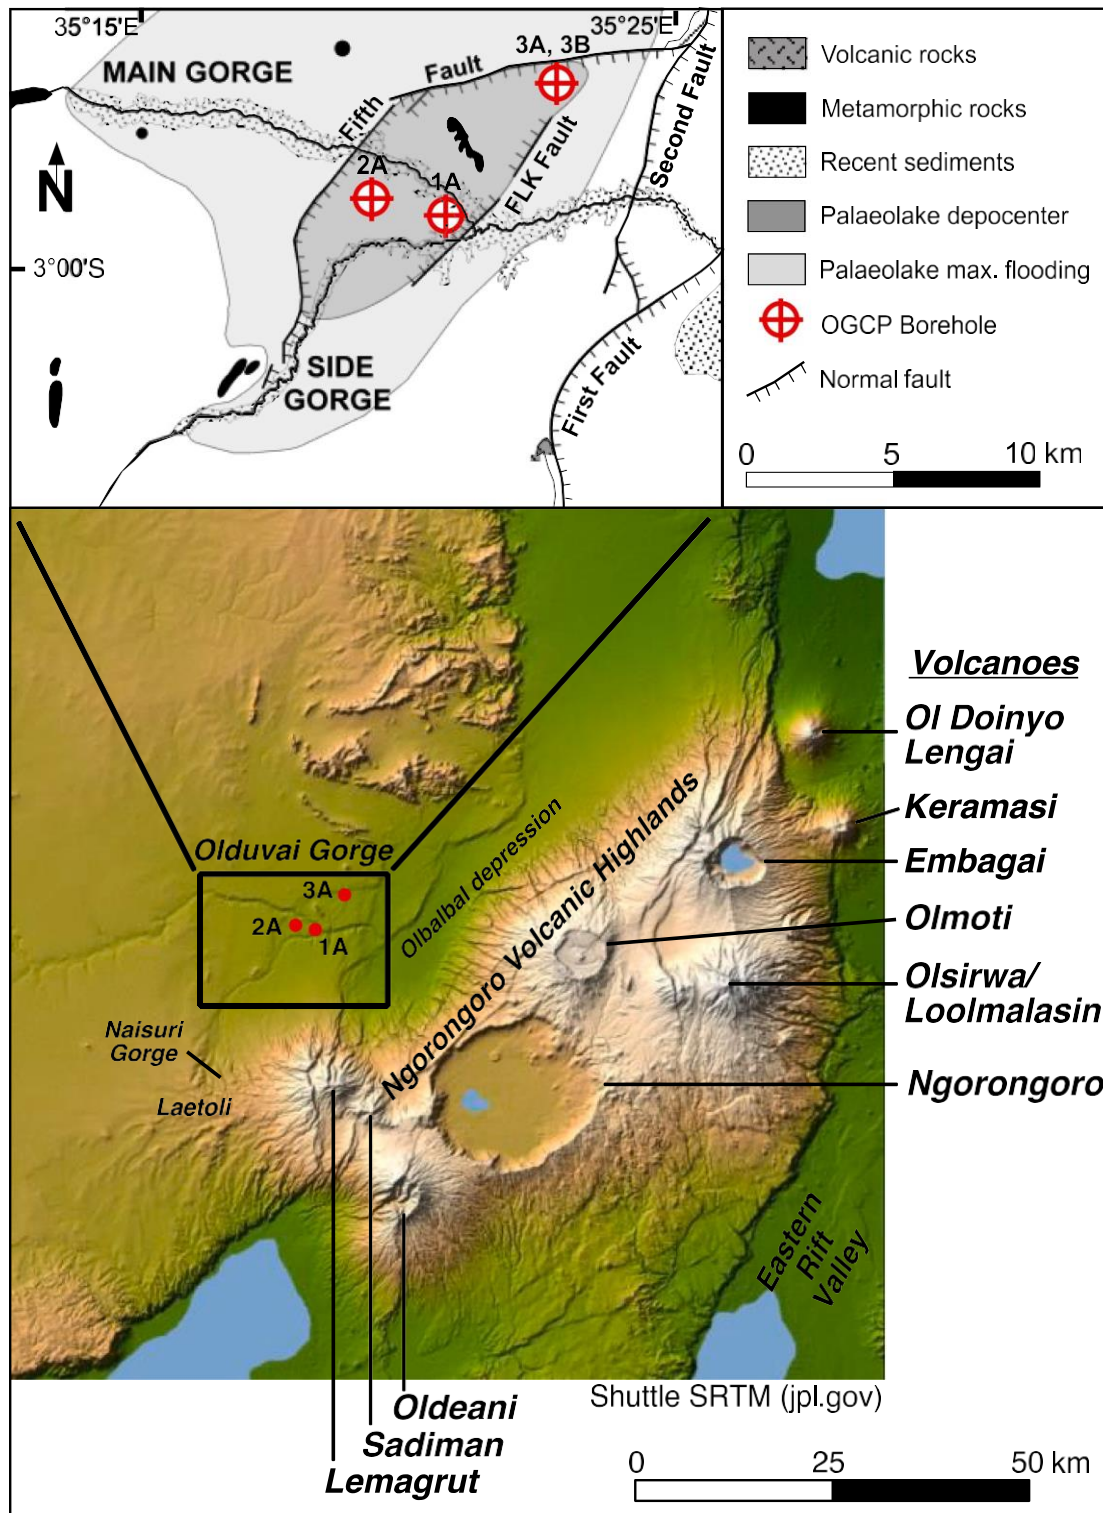 35°15'E
35°25'E
3A, 3B
MAIN GORGE
Fault
Fifth
Second Fault
N
2A
1A
FLK Fault
3°00'S
SIDE
GORGE
First Fault
Volcanic rocks
Metamorphic rocks
Recent sediments
Palaeolake depocenter
Palaeolake max. flooding
OGCP Borehole
Normal fault
0 5 10 km
Volcanoes
Ol Doinyo
Lengai
Keramasi
Embagai
Olmoti
Olsirwa/
Loolmalasin
Ngorongoro
Olduvai Gorge
3A
2A
1A
Olbalbal depression
Ngorongoro Volcanic Highlands
Naisuri
Gorge
Laetoli
Eastern
Rift
Valley
Shuttle SRTM (jpl.gov)
Oldeani
Sadiman
Lemagrut
0 25 50 km